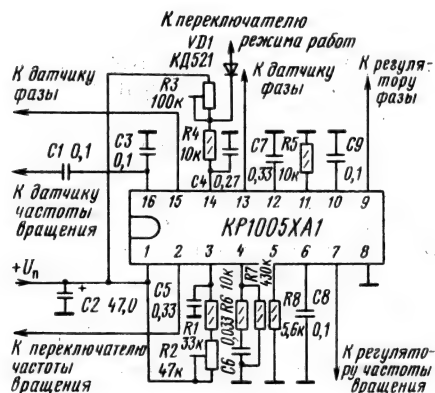 К переключателю
режима работ
VD1
КД521
К датчику
фазы
R3
100к
К датчику
фазы
К регуля-
тору
фазы
C1 0,1
C3
0,1
R4
10к
C4 0,27
C7
0,33
R5
10к
C9
0,1
К датчику
частоты
вращения
16 15 14 13 12 11 10 9
КР1005ХА1
1 2 3 4 5 6 7 8
+Uп
C2 47,0
C5
0,33
R1
33к
R2
47к
R6 10к
C6 0,033
R7
430к
R8
5,6к
C8
0,1
К переключателю
частоты
вращения
К регулято-
ру частоты
вращения